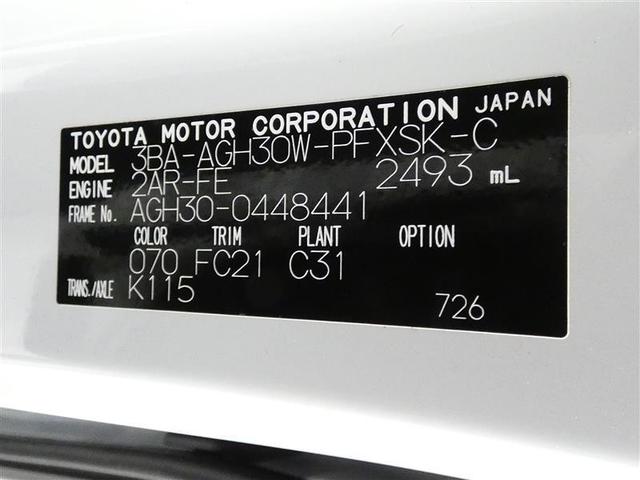 TOYOTA MOTOR CORPORATION JAPAN
MODEL 3BA-AGH30W-PFXSK-C
ENGINE 2AR-FE 2493 mL
FRAME No. AGH30-0448441
COLOR TRIM PLANT OPTION
070 FC21 C31
TRANS./AXLE K115
726